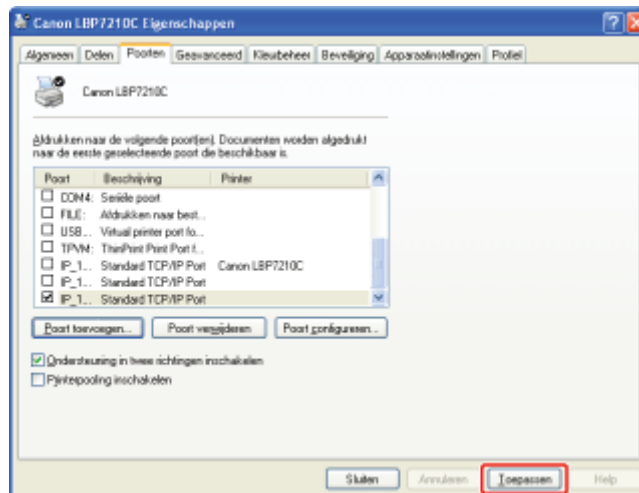 Canon LBP7210C Eigenschappen
Algemeen Delen Poorten Geavanceerd Kleurbeheer Beveiliging Apparaatinstellingen Profiel
Canon LBP7210C
Afdrukken naar de volgende poort(en). Documenten worden afgedrukt
naar de eerste geselecteerde poort die beschikbaar is.
Poort Beschrijving Printer
COM4: Seriële poort
FILE: Afdrukken naar best...
USB... Virtual printer port fo...
TPVM: ThinPrint Print Port f...
IP_1... Standard TCP/IP Port Canon LBP7210C
IP_1... Standard TCP/IP Port
IP_1... Standard TCP/IP Port
Poort toevoegen... Poort verwijderen Poort configureren...
Ondersteuning in twee richtingen inschakelen
Printerpooling inschakelen
Sluiten Annuleren Toepassen Help